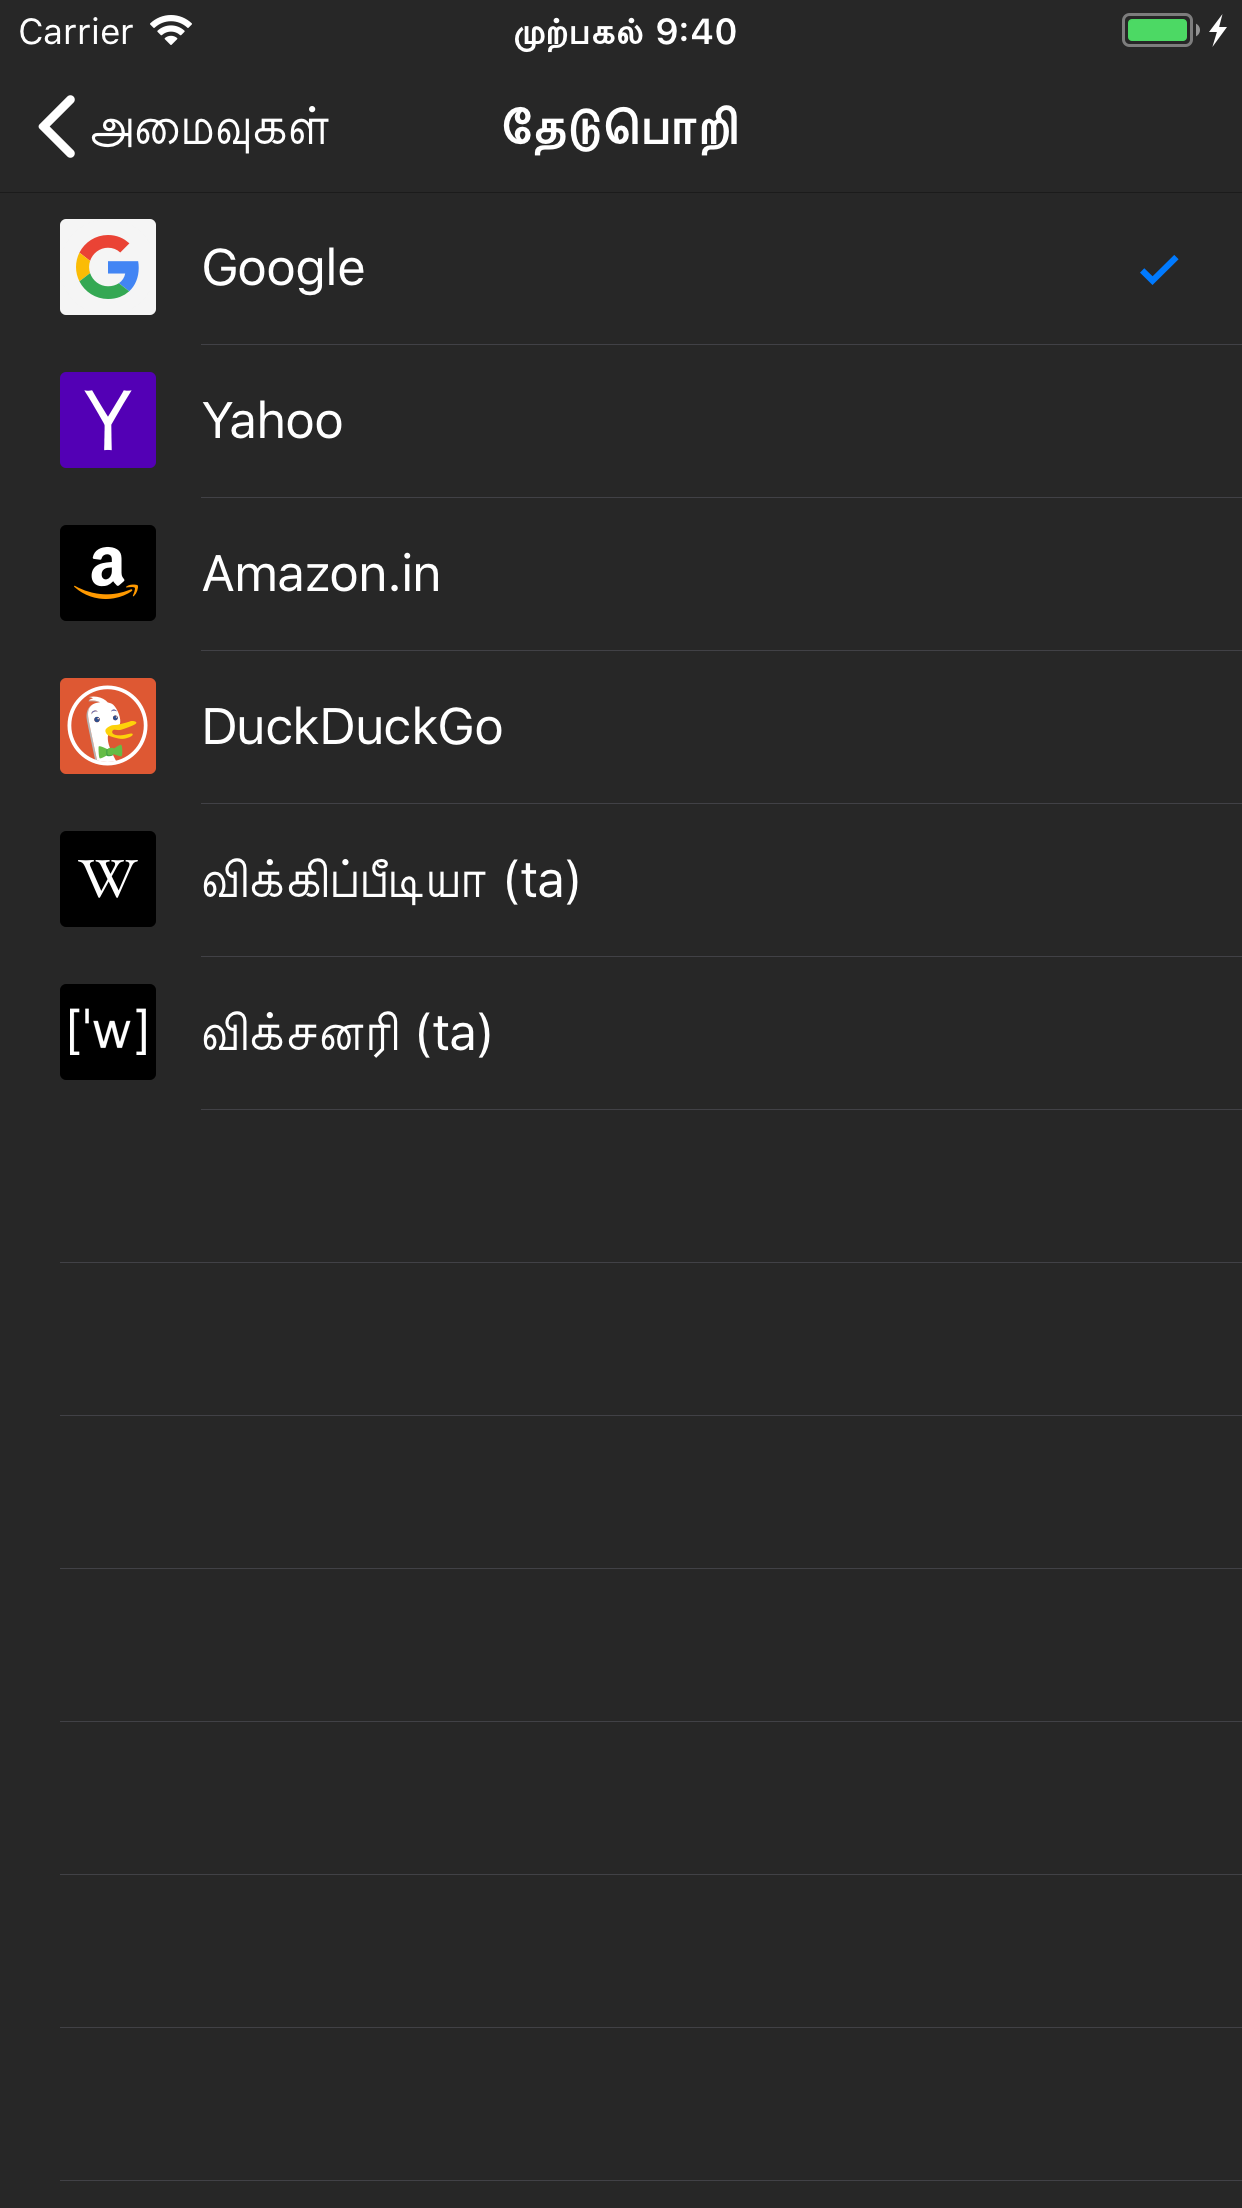 Carrier முற்பகல் 9:40
அமைவுகள் தேடுபொறி
Google
Y Yahoo
a Amazon.in
DuckDuckGo
W விக்கிப்பீடியா (ta)
['w] விக்சனரி (ta)